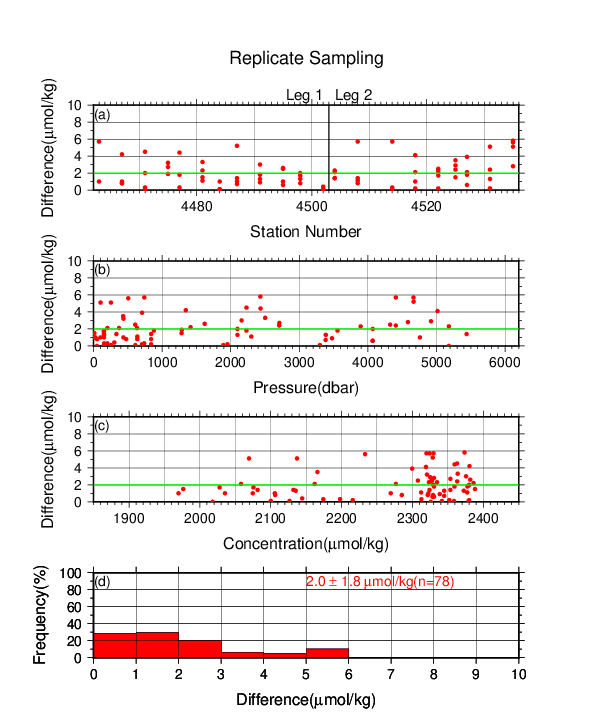 Replicate Sampling
Leg 1 Leg 2
Difference(μmol/kg)
10
8
6
4
2
0
(a)
4480 4500 4520
Station Number
Difference(μmol/kg)
10
8
6
4
2
0
(b)
0 1000 2000 3000 4000 5000 6000
Pressure(dbar)
Difference(μmol/kg)
10
8
6
4
2
0
(c)
1900 2000 2100 2200 2300 2400
Concentration(μmol/kg)
Frequency(%)
100
80
60
40
20
0
(d)
2.0 ± 1.8 μmol/kg(n=78)
0 1 2 3 4 5 6 7 8 9 10
Difference(μmol/kg)